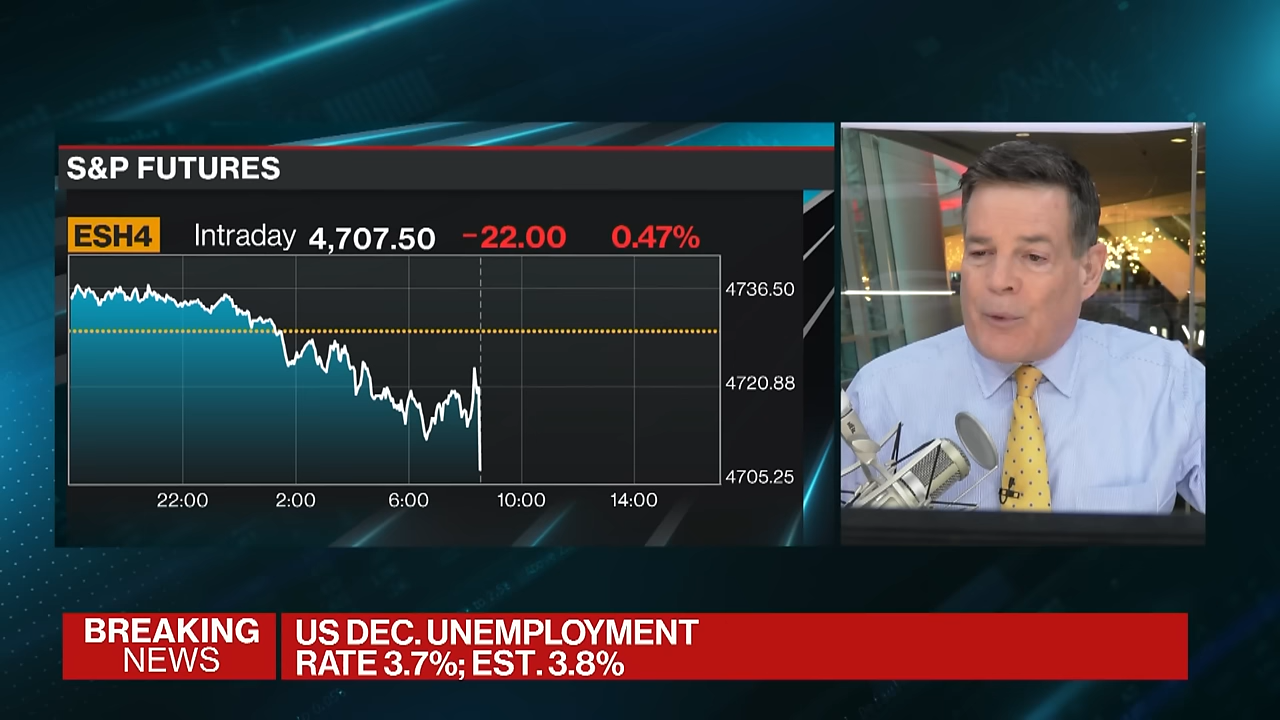 S&P FUTURES
ESH4 Intraday 4,707.50 -22.00 0.47%
4736.50
4720.88
4705.25
22:00 2:00 6:00 10:00 14:00
BREAKING NEWS
US DEC. UNEMPLOYMENT
RATE 3.7%; EST. 3.8%